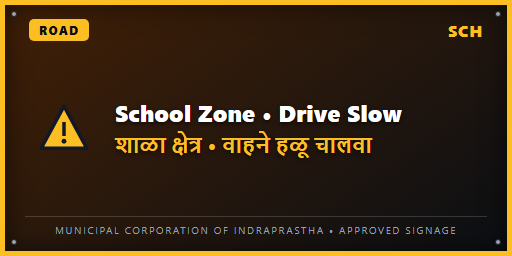 ROAD
SCH
School Zone • Drive Slow
शाळा क्षेत्र • वाहने हळू चालवा
MUNICIPAL CORPORATION OF INDRAPRASTHA • APPROVED SIGNAGE